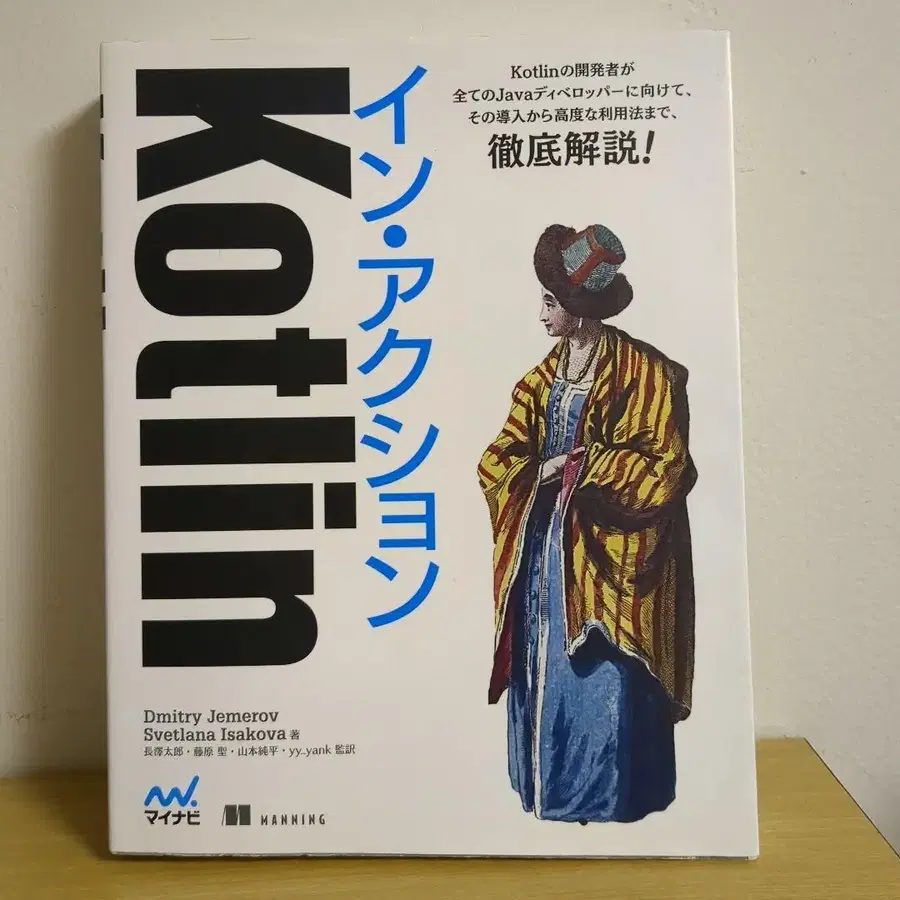 Kotlin
イン・アクション
Kotlinの開発者が
全てのJavaディベロッパーに向けて、
その導入から高度な利用法まで、
徹底解説!
Dmitry Jemerov
Svetlana Isakova 著
長澤太郎・藤原 聖・山本純平・yy_yank 監訳
マイナビ
MANNING